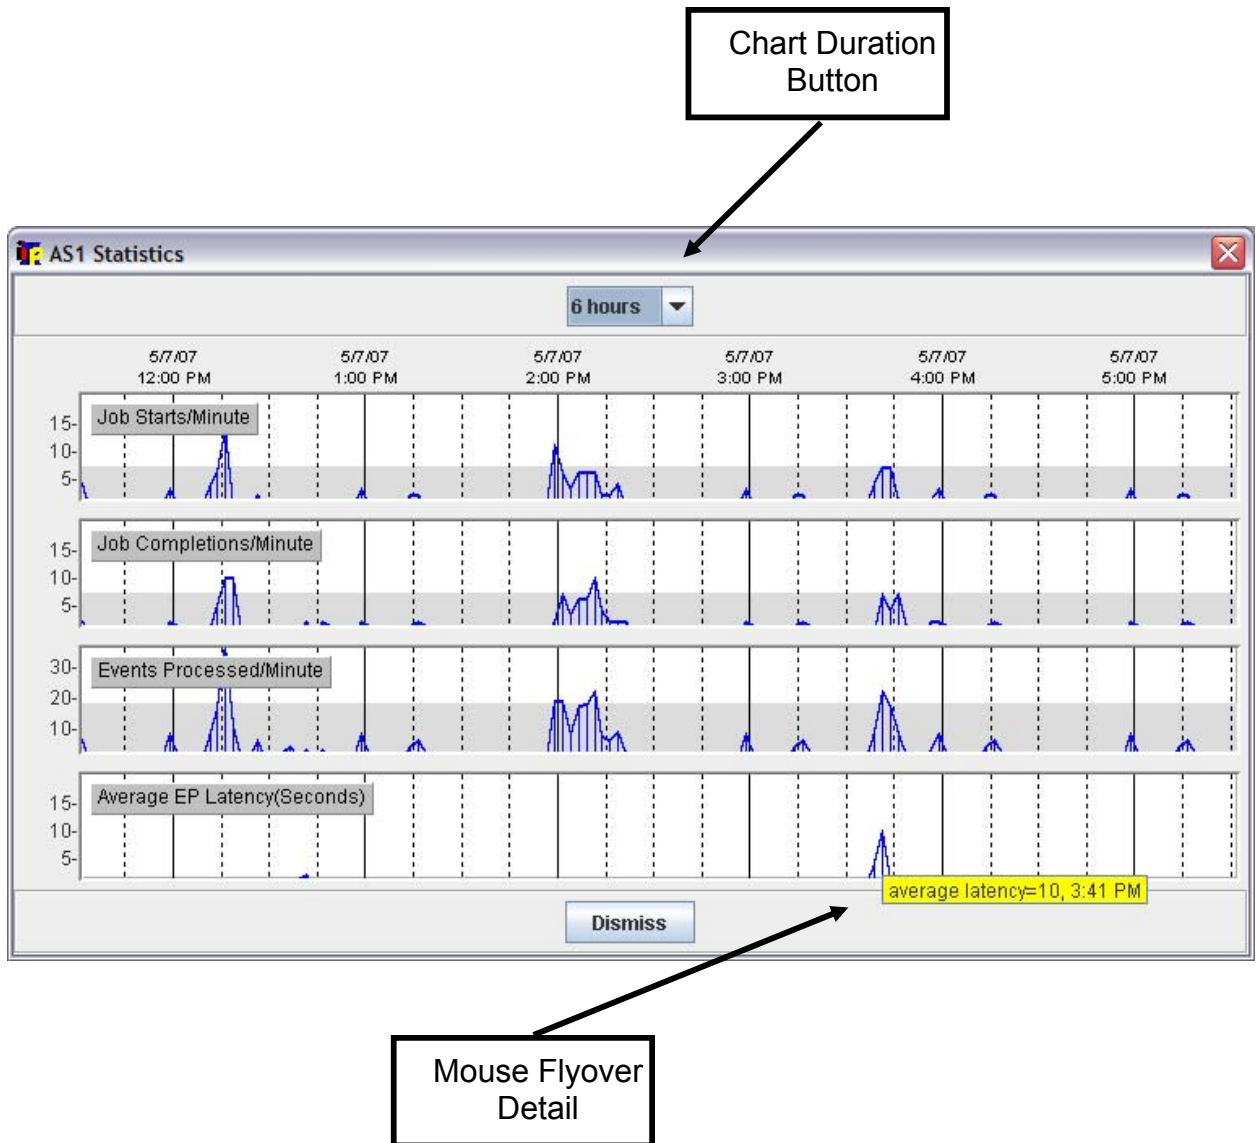 Chart Duration
Button
AS1 Statistics
6 hours
5/7/07 5/7/07 5/7/07 5/7/07 5/7/07 5/7/07
12:00 PM 1:00 PM 2:00 PM 3:00 PM 4:00 PM 5:00 PM
Job Starts/Minute
15-
10-
5-
Job Completions/Minute
15-
10-
5-
Events Processed/Minute
30-
20-
10-
Average EP Latency(Seconds)
15-
10-
5-
average latency=10, 3:41 PM
Dismiss
Mouse Flyover
Detail